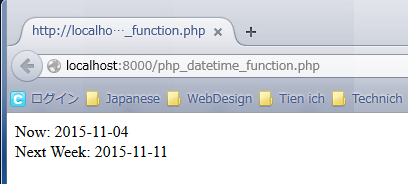 http://localho..._function.php
localhost:8000/php_datetime_function.php
C ログイン Japanese WebDesign Tien ich Technich
Now: 2015-11-04
Next Week: 2015-11-11